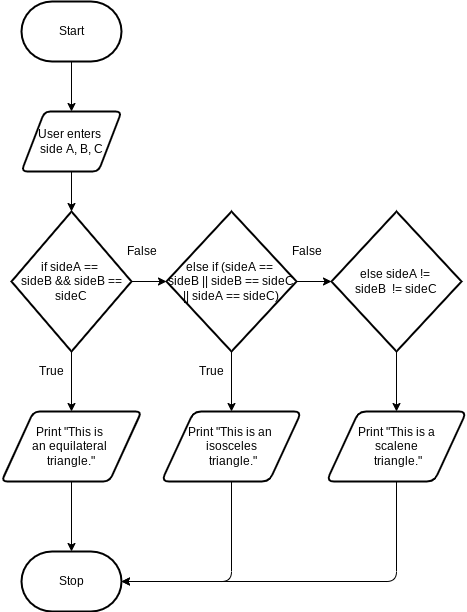 Start
User enters
side A, B, C
if sideA ==
sideB && sideB ==
sideC
False
else if (sideA ==
sideB || sideB == sideC
|| sideA == sideC)
False
else sideA !=
sideB != sideC
True
True
Print "This is
an equilateral
triangle."
Print "This is an
isosceles
triangle."
Print "This is a
scalene
triangle."
Stop